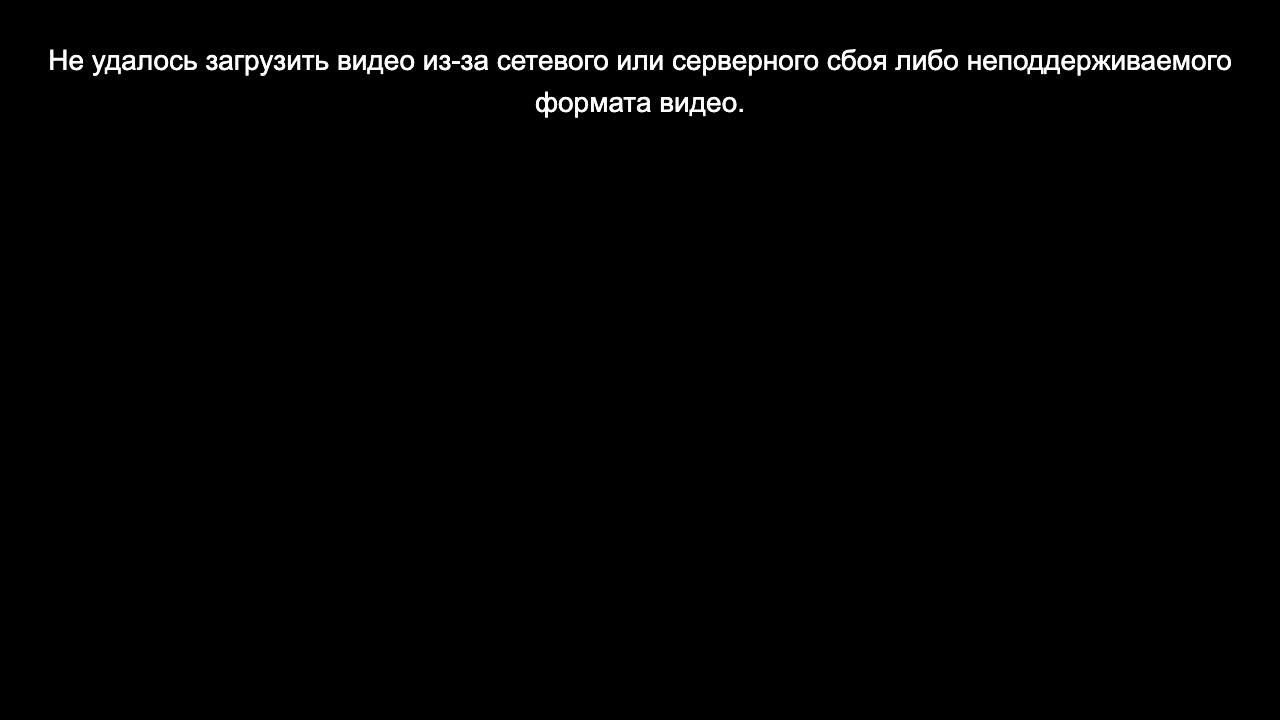 Не удалось загрузить видео из-за сетевого или серверного сбоя либо неподдерживаемого
формата видео.